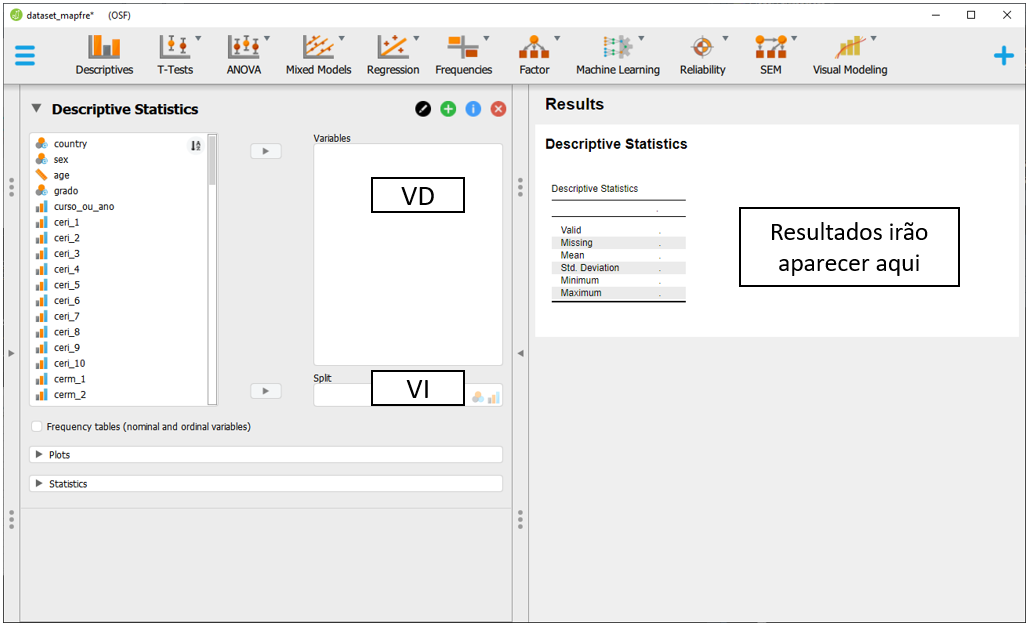 dataset_mapfre* (OSF)
Descriptives T-Tests ANOVA Mixed Models Regression Frequencies Factor Machine Learning Reliability SEM Visual Modeling
Descriptive Statistics
country
sex
age
grado
curso_ou_ano
ceri_1
ceri_2
ceri_3
ceri_4
ceri_5
ceri_6
ceri_7
ceri_8
ceri_9
ceri_10
cerm_1
cerm_2
Variables
VD
Split
VI
Frequency tables (nominal and ordinal variables)
Plots
Statistics
Results
Descriptive Statistics
Descriptive Statistics
.
Valid .
Missing .
Mean .
Std. Deviation .
Minimum .
Maximum .
Resultados irão
aparecer aqui